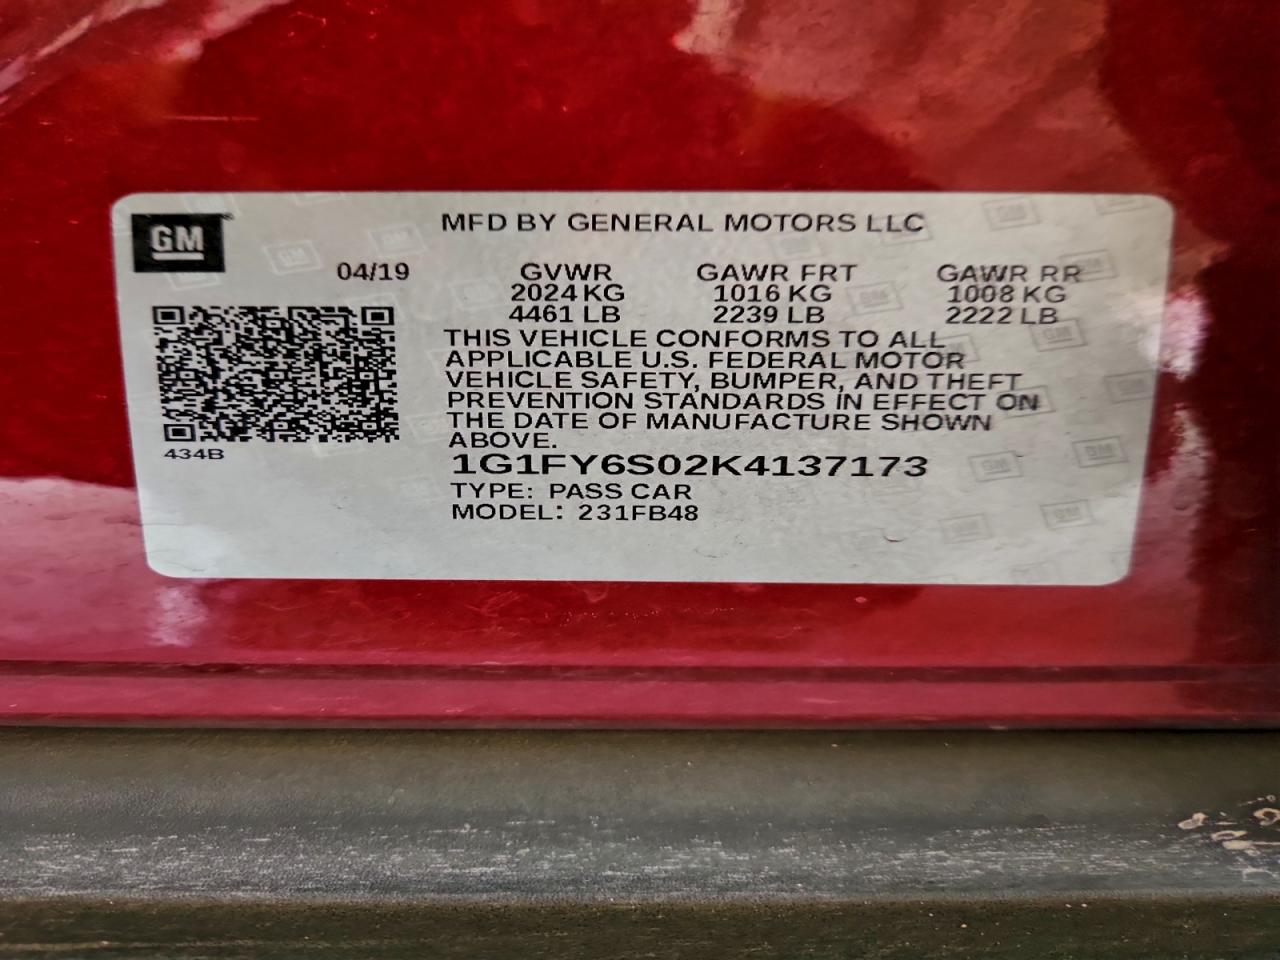 GM
MFD BY GENERAL MOTORS LLC
04/19 GVWR GAWR FRT GAWR RR
2024 KG 1016 KG 1008 KG
4461 LB 2239 LB 2222 LB
THIS VEHICLE CONFORMS TO ALL
APPLICABLE U.S. FEDERAL MOTOR
VEHICLE SAFETY, BUMPER, AND THEFT
PREVENTION STANDARDS IN EFFECT ON
THE DATE OF MANUFACTURE SHOWN
ABOVE.
434B
1G1FY6S02K4137173
TYPE: PASS CAR
MODEL: 231FB48